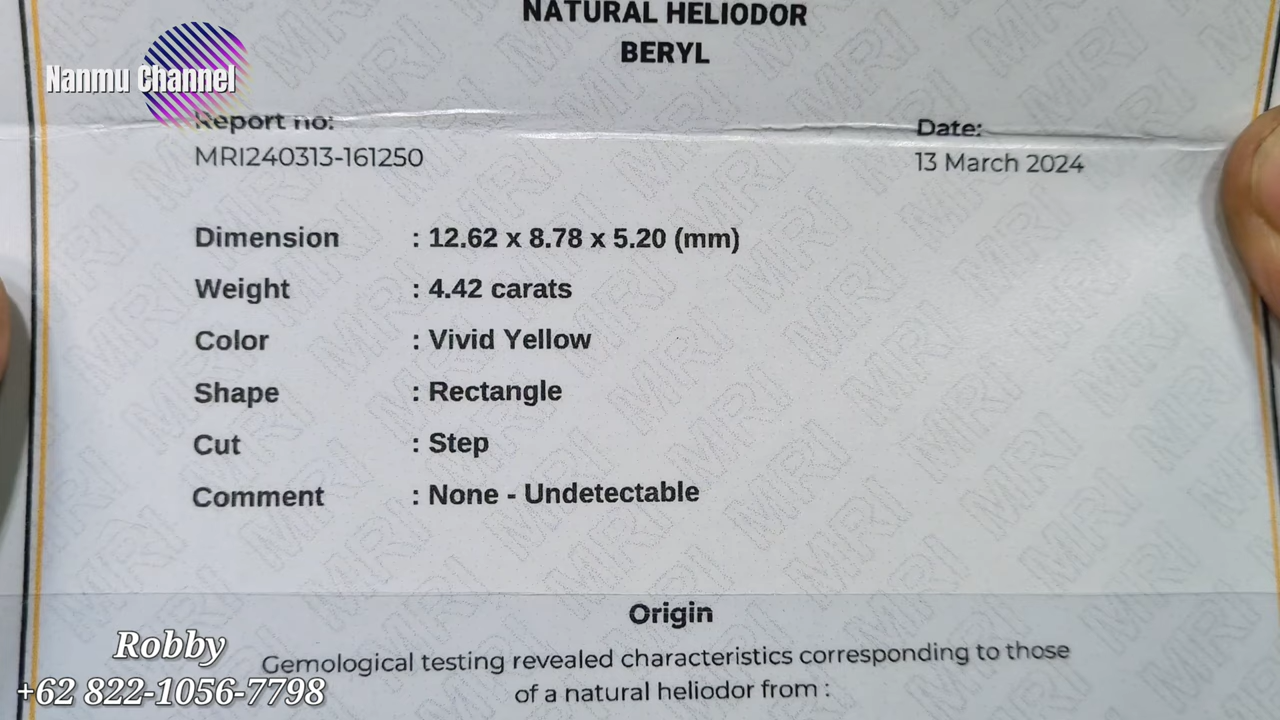 NATURAL HELIODOR
BERYL
Nanmu Channel
Report no:
MRI240313-161250
Date:
13 March 2024
Dimension : 12.62 x 8.78 x 5.20 (mm)
Weight : 4.42 carats
Color : Vivid Yellow
Shape : Rectangle
Cut : Step
Comment : None - Undetectable
Origin
Gemological testing revealed characteristics corresponding to those
of a natural heliodor from :
Robby
+62 822-1056-7798